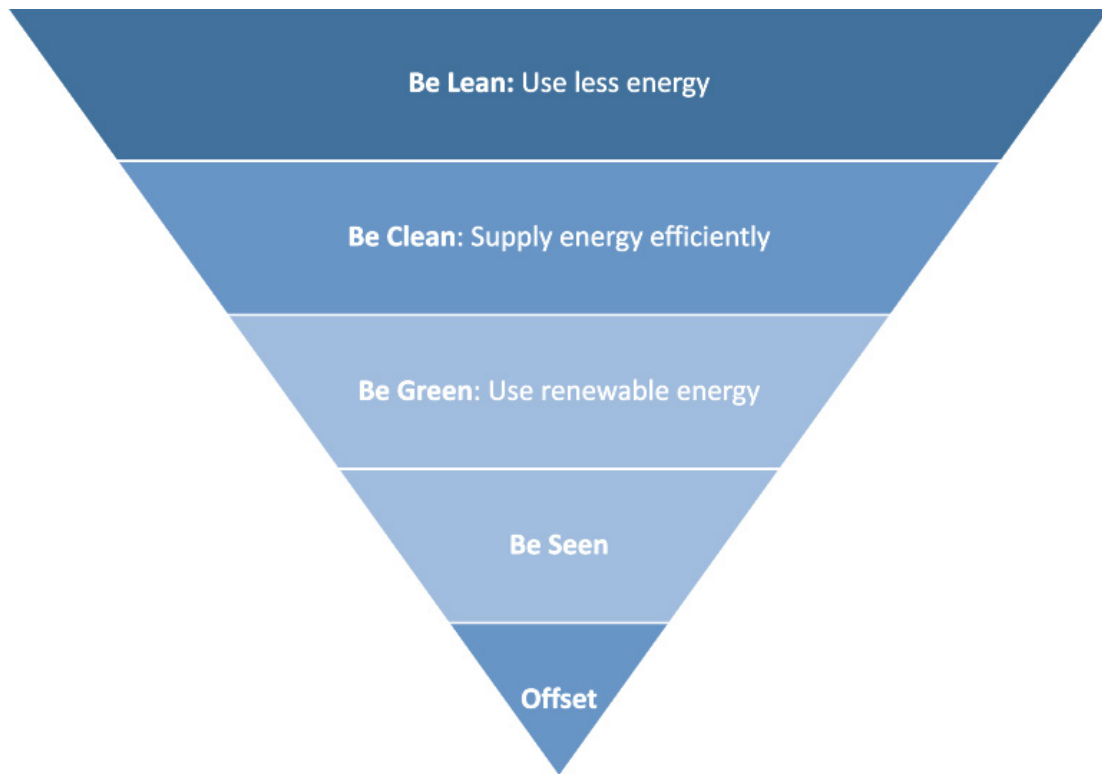 Be Lean: Use less energy
Be Clean: Supply energy efficiently
Be Green: Use renewable energy
Be Seen
Offset